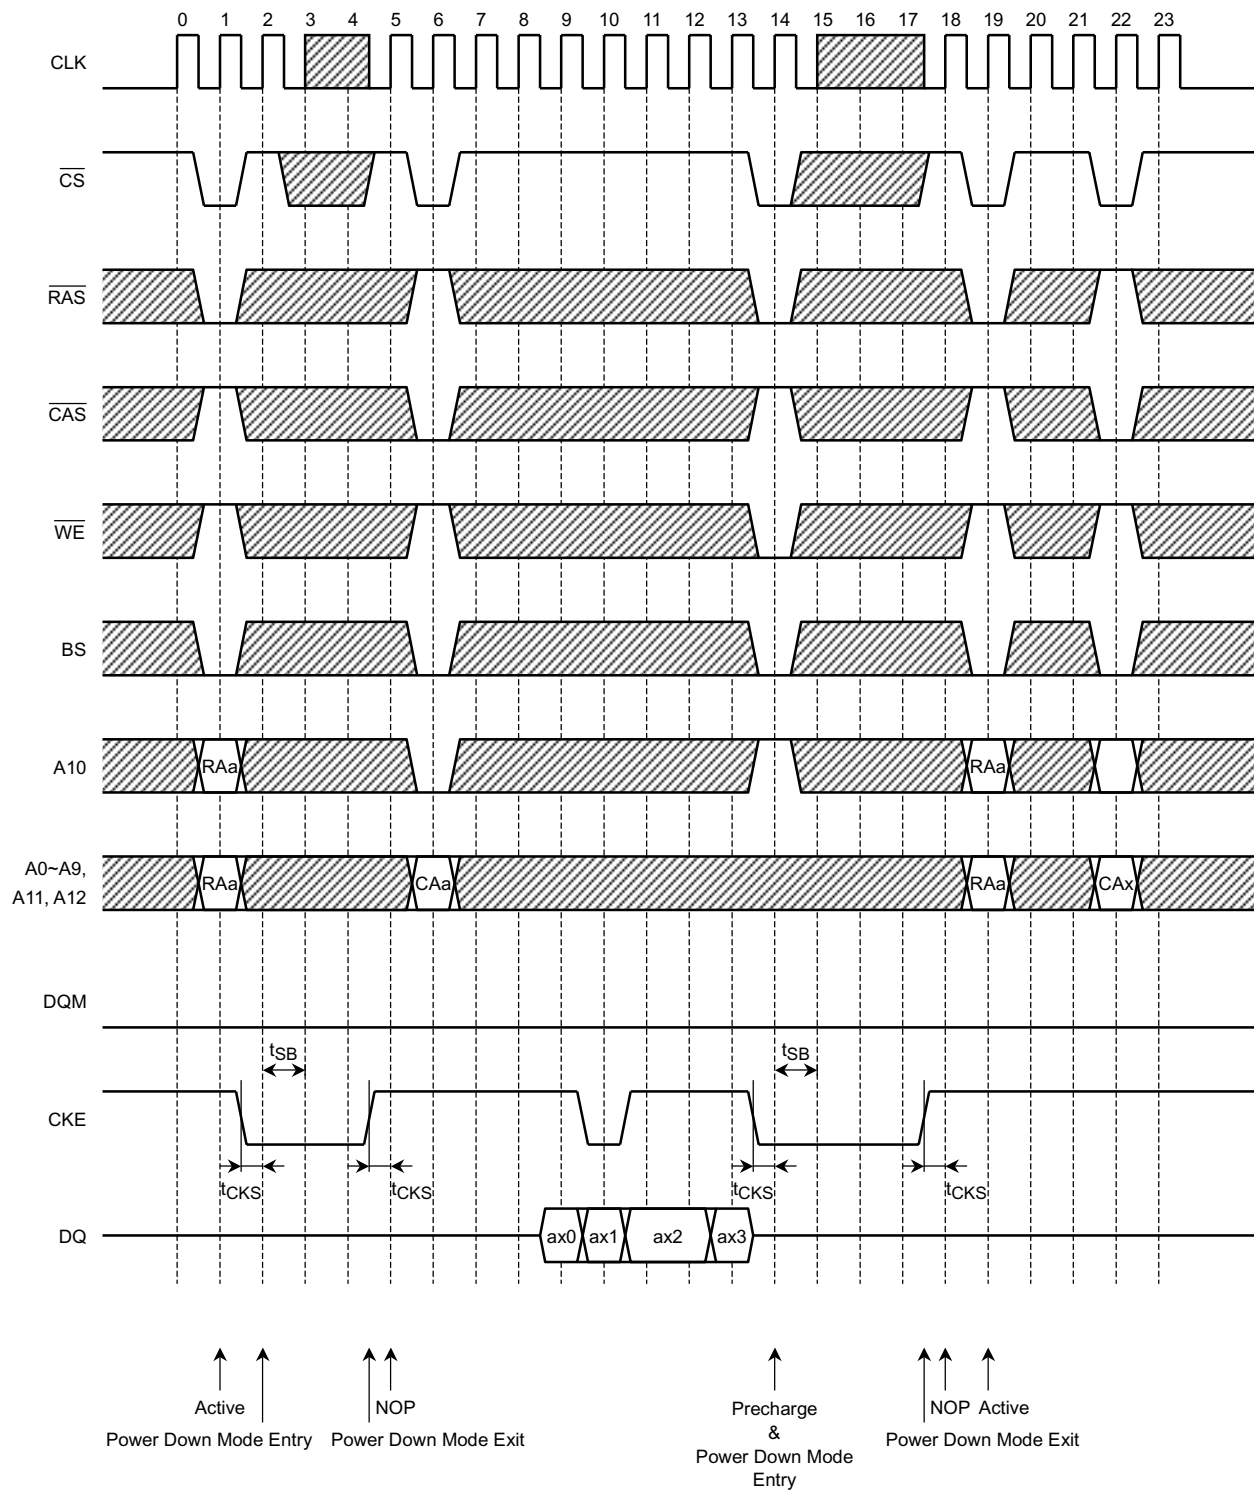 0 1 2 3 4 5 6 7 8 9 10 11 12 13 14 15 16 17 18 19 20 21 22 23
CLK
CS
RAS
CAS
WE
BS
A10 RAa RAa
A0~A9,
A11, A12
RAa CAa RAa CAx
DQM
tSB tSB
CKE
tCKS tCKS tCKS tCKS
DQ ax0 ax1 ax2 ax3
Active NOP Precharge NOP Active
Power Down Mode Entry Power Down Mode Exit & Power Down Mode Exit
Power Down Mode
Entry